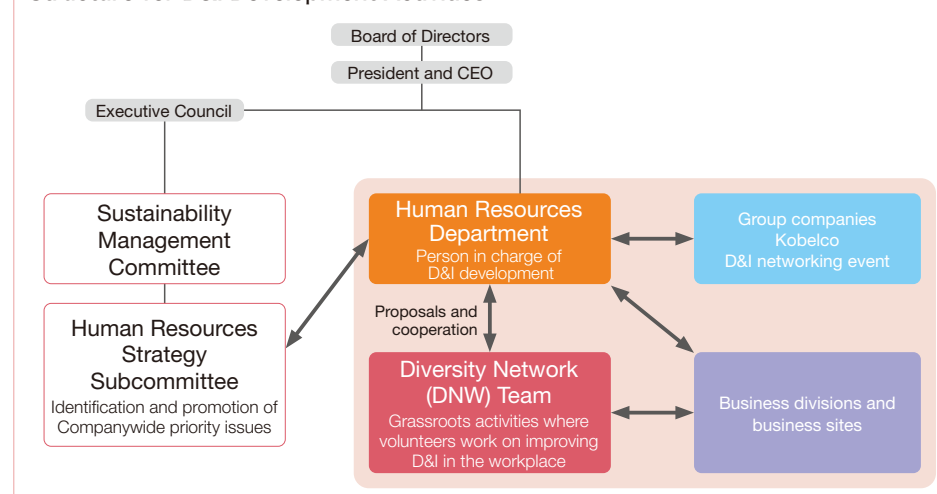 Board of Directors
President and CEO
Executive Council
Sustainability
Management
Committee
Human Resources
Strategy
Subcommittee
Identification and promotion of
Companywide priority issues
Human Resources
Department
Person in charge of
D&I development
Proposals and
cooperation
Diversity Network
(DNW) Team
Grassroots activities where
volunteers work on improving
D&I in the workplace
Group companies
Kobelco
D&I networking event
Business divisions and
business sites